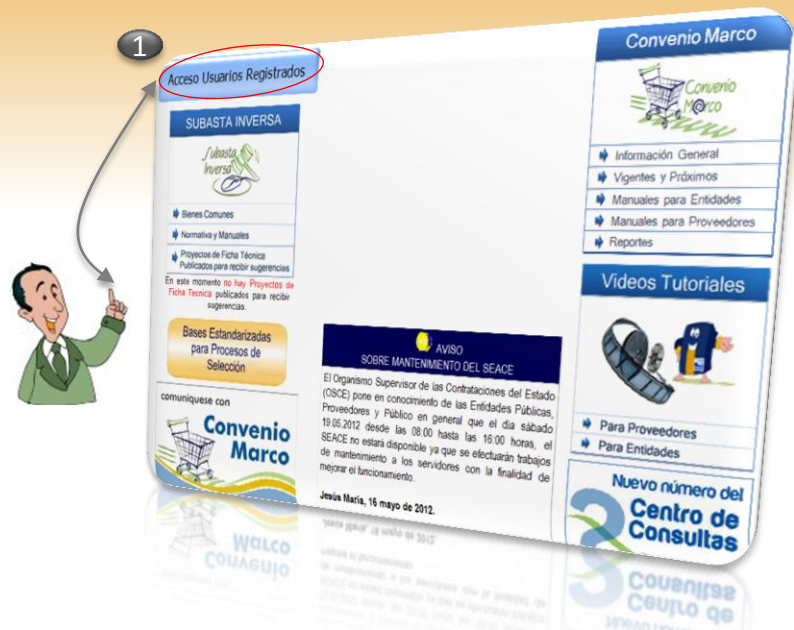 1
Acceso Usuarios Registrados
SUBASTA INVERSA
Subasta
Inversa
Bienes Comunes
Normativa y Manuales
Proyectos de Ficha Técnica
Publicados para recibir sugerencias
En este momento no hay Proyectos de
Ficha Tecnica publicados para recibir
sugerencias.
Bases Estandarizadas
para Procesos de
Selección
comuniquese con
Convenio
Marco
AVISO
SOBRE MANTENIMIENTO DEL SEACE
El Organismo Supervisor de las Contrataciones del Estado
(OSCE) pone en conocimiento de las Entidades Públicas,
Proveedores y Público en general que el dia sábado
19.05.2012 desde las 08:00 hasta las 16:00 horas, el
SEACE no estará disponible ya que se efectuarán trabajos
de mantenimiento a los servidores con la finalidad de
mejorar el funcionamiento.
Jesús María, 16 mayo de 2012.
Convenio Marco
Convenio
M@rco
Información General
Vigentes y Próximos
Manuales para Entidades
Manuales para Proveedores
Reportes
Videos Tutoriales
Para Proveedores
Para Entidades
Nuevo número del
Centro de
Consultas